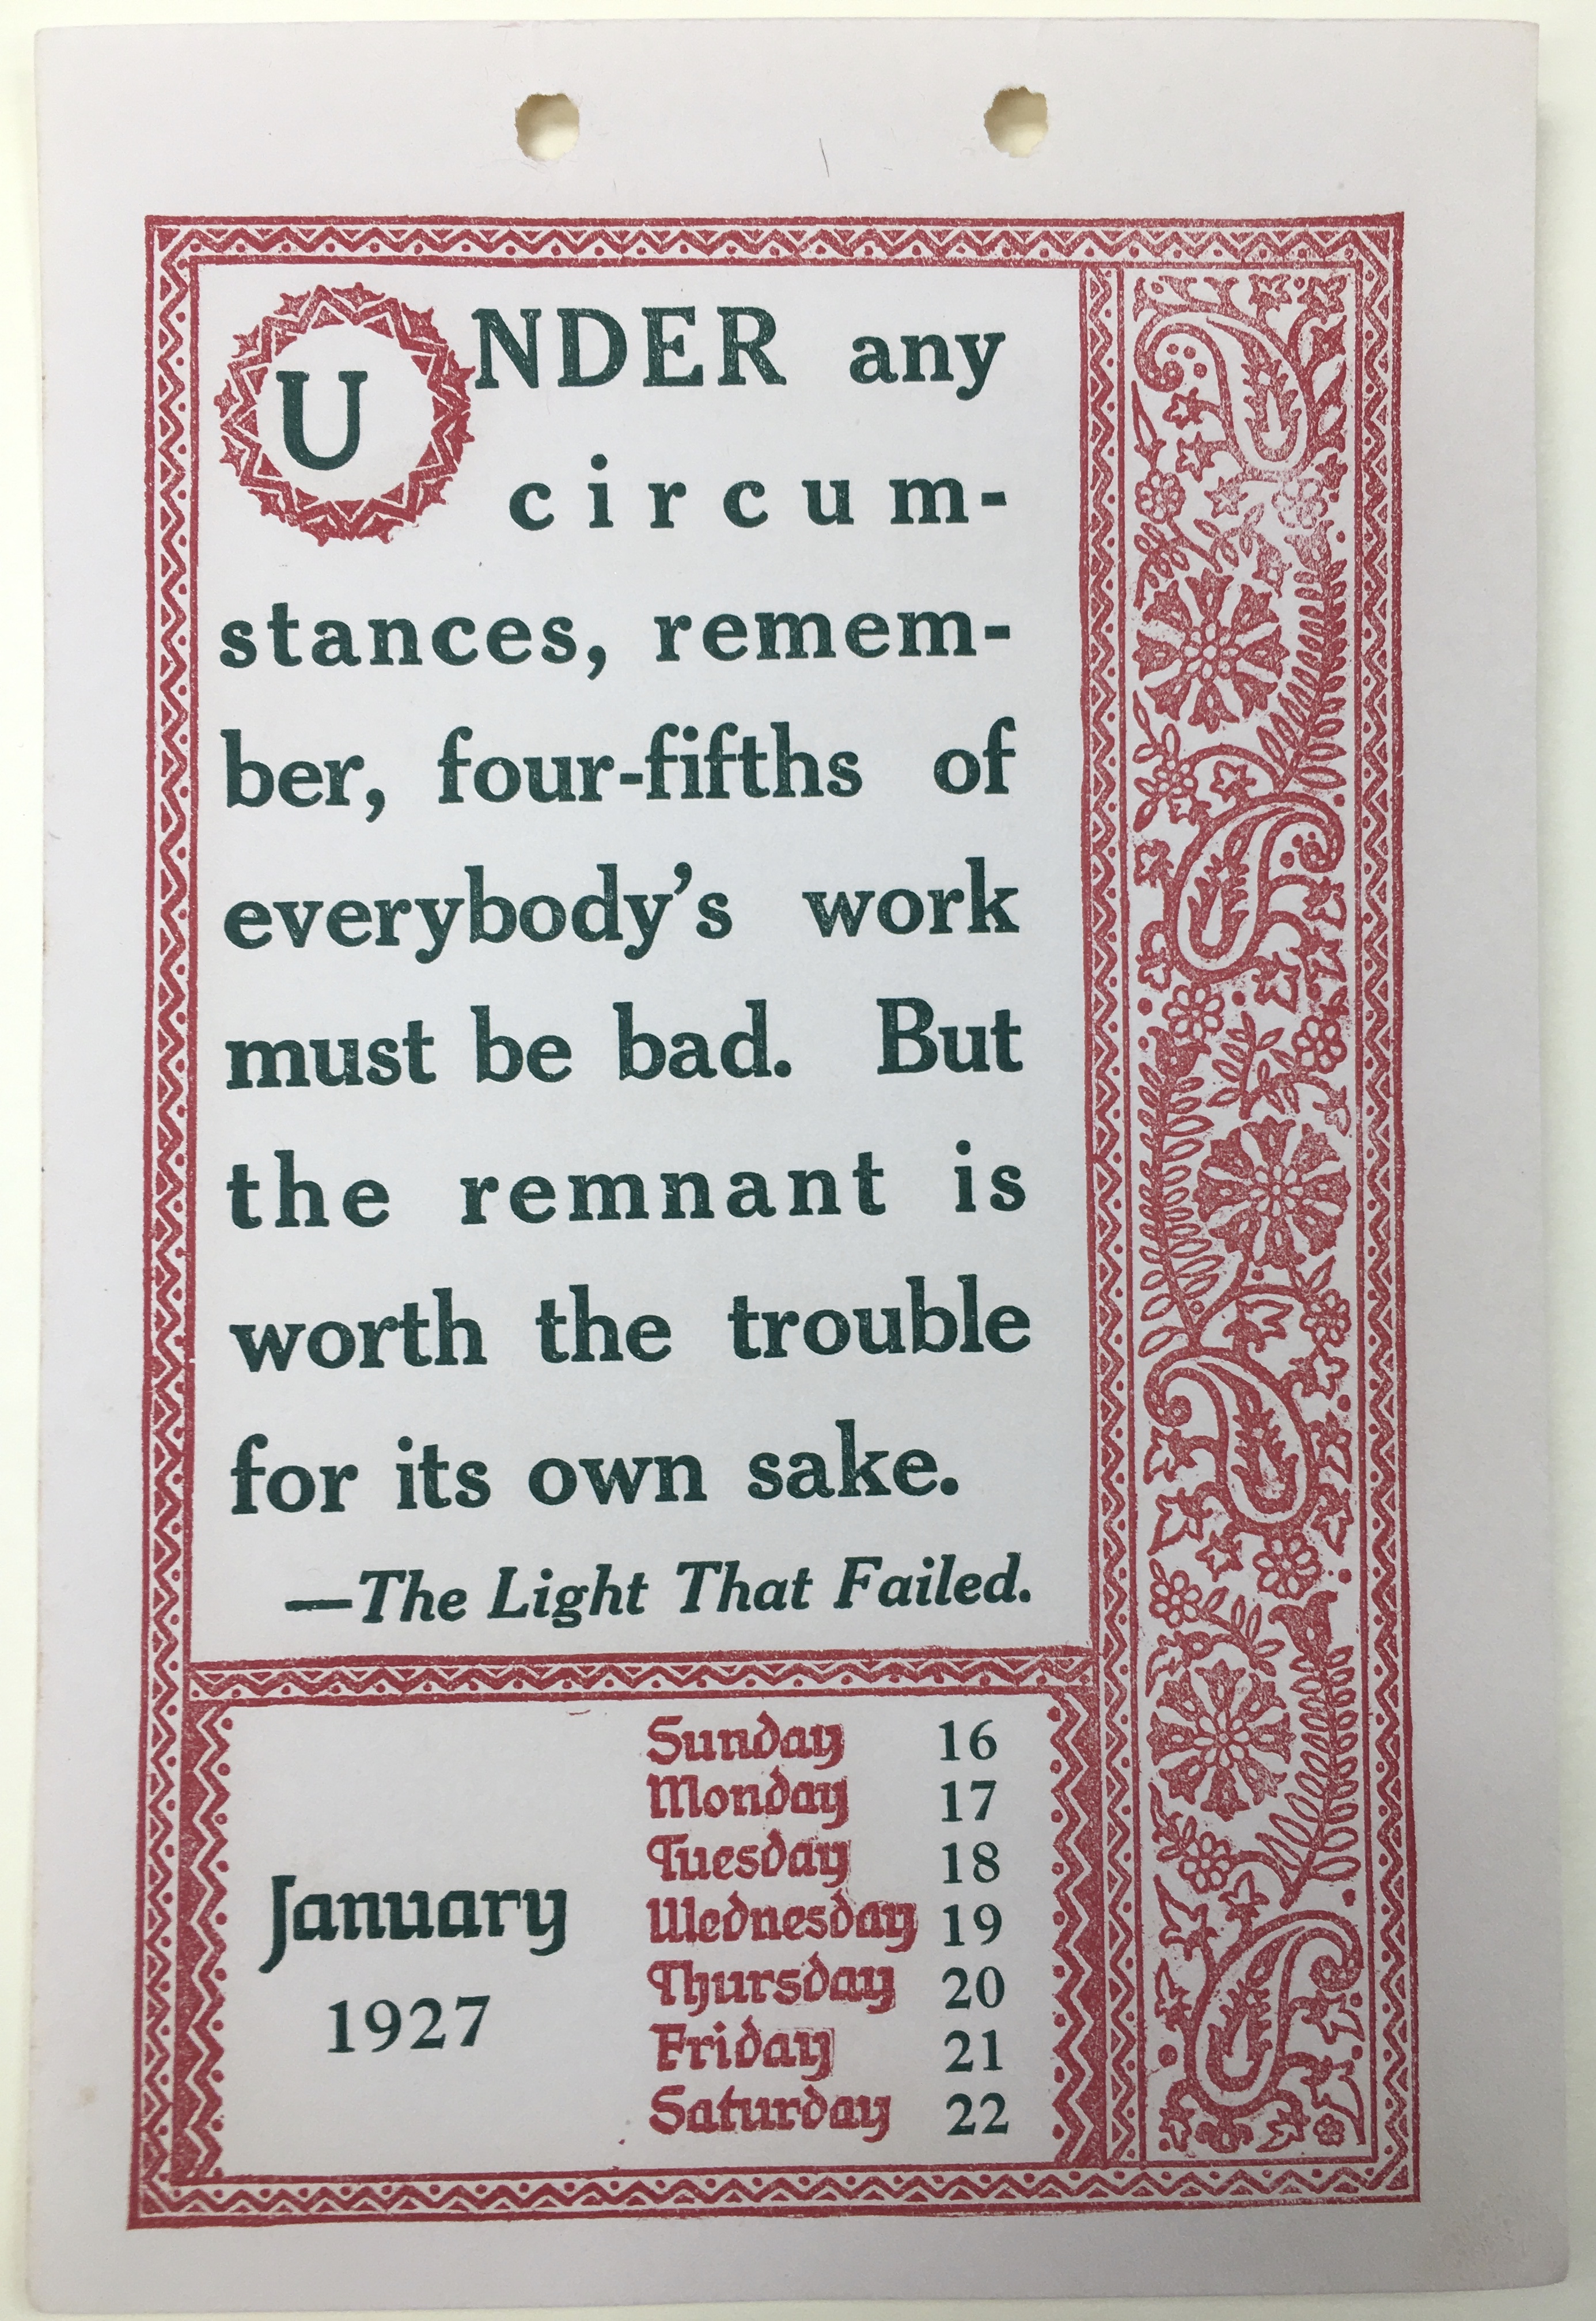 UNDER any
circum-
stances, remem-
ber, four-fifths of
everybody's work
must be bad. But
the remnant is
worth the trouble
for its own sake.
—The Light That Failed.
January
1927
Sunday 16
Monday 17
Tuesday 18
Wednesday 19
Thursday 20
Friday 21
Saturday 22